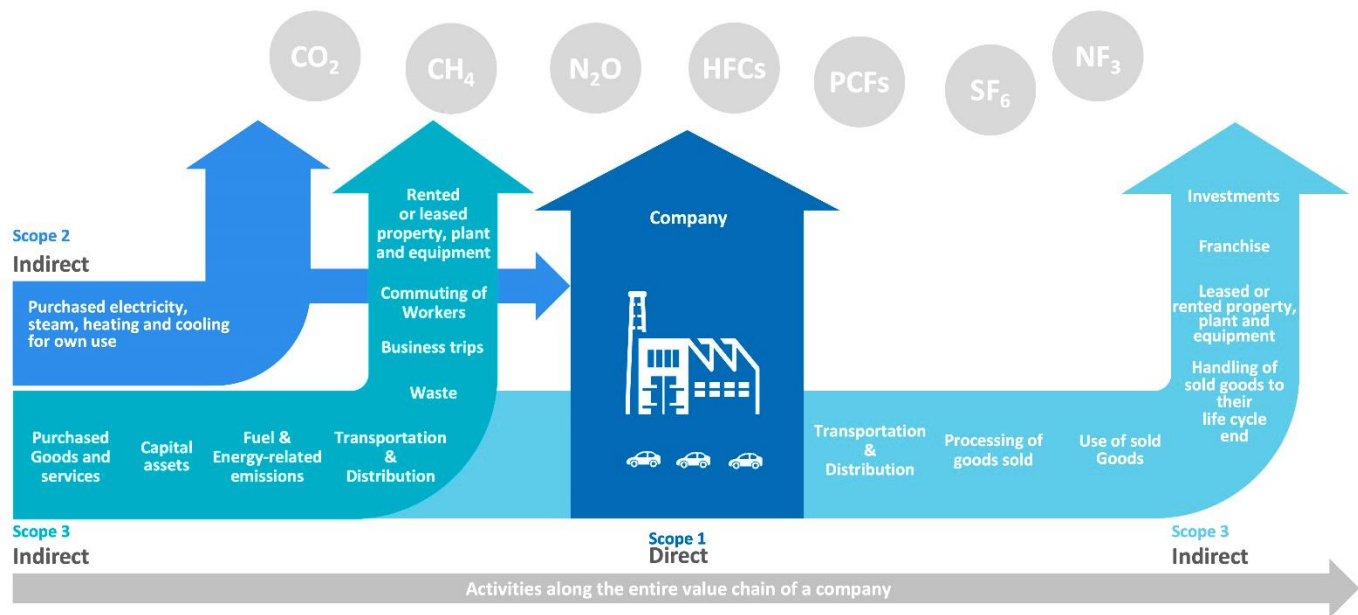 CO₂
CH₄
N₂O
HFCs
PCFs
SF₆
NF₃
Scope 2
Indirect
Purchased electricity,
steam, heating and cooling
for own use
Rented
or leased
property, plant
and equipment
Commuting of
Workers
Business trips
Waste
Purchased
Goods and
services
Capital
assets
Fuel &
Energy-related
emissions
Transportation
&
Distribution
Scope 3
Indirect
Company
Scope 1
Direct
Transportation
&
Distribution
Processing of
goods sold
Use of sold
Goods
Investments
Franchise
Leased or
rented property,
plant and
equipment
Handling of
sold goods to
their
life cycle
end
Scope 3
Indirect
Activities along the entire value chain of a company